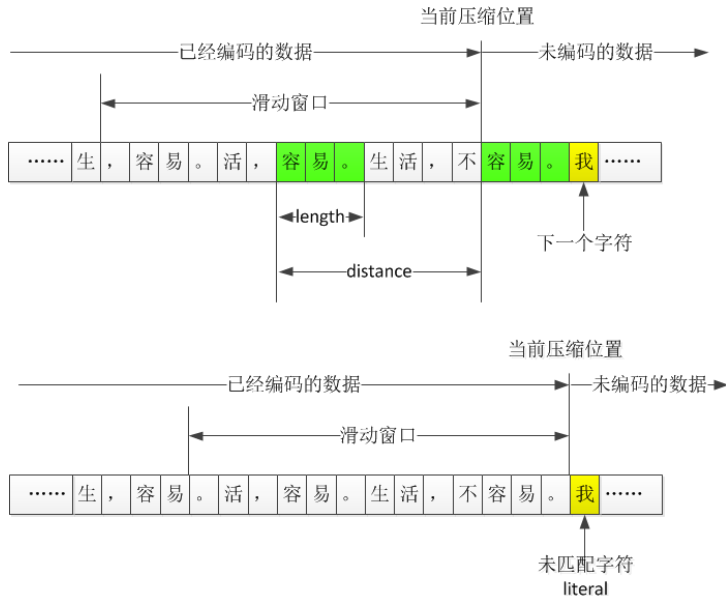 当前压缩位置
已经编码的数据
未编码的数据
滑动窗口
……生，容易。活，容易。生活，不容易。我……
length
下一个字符
distance
当前压缩位置
已经编码的数据
未编码的数据
滑动窗口
……生，容易。活，容易。生活，不容易。我……
未匹配字符
literal